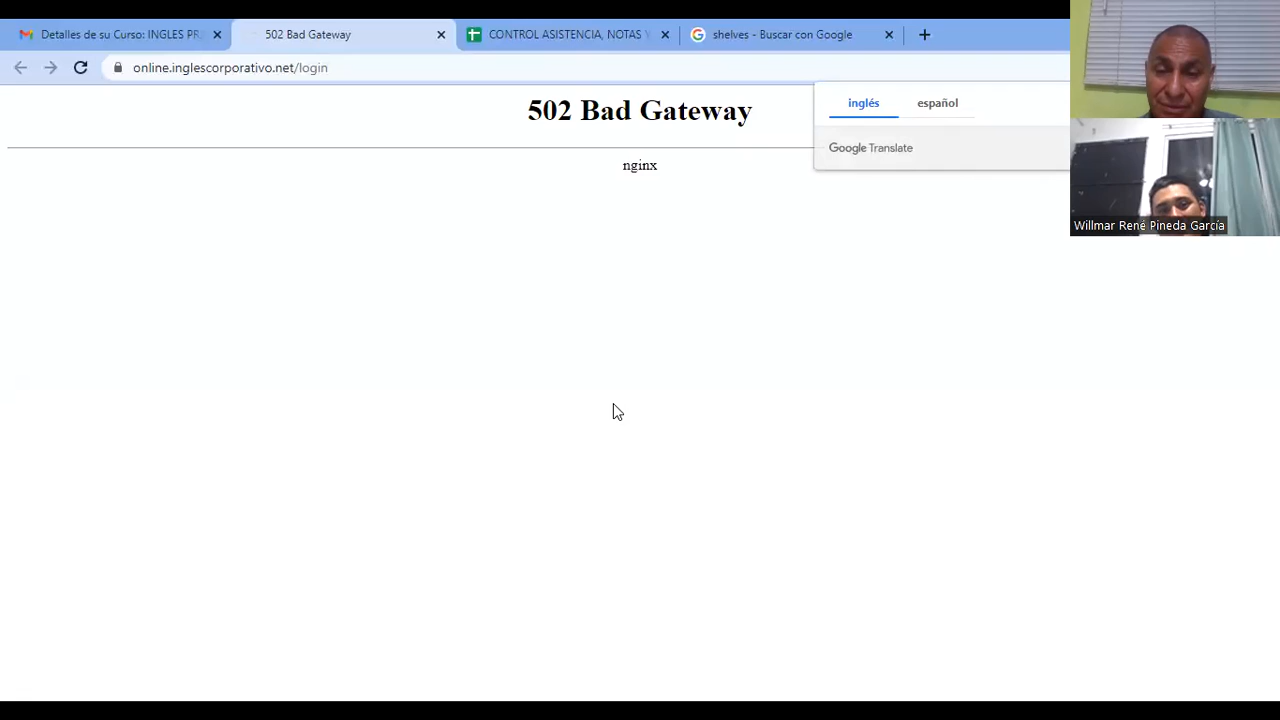 Detalles de su Curso: INGLES PR
502 Bad Gateway
CONTROL ASISTENCIA, NOTAS Y
shelves - Buscar con Google
online.inglescorporativo.net/login
502 Bad Gateway
nginx
inglés
español
Google Translate
Willmar René Pineda García